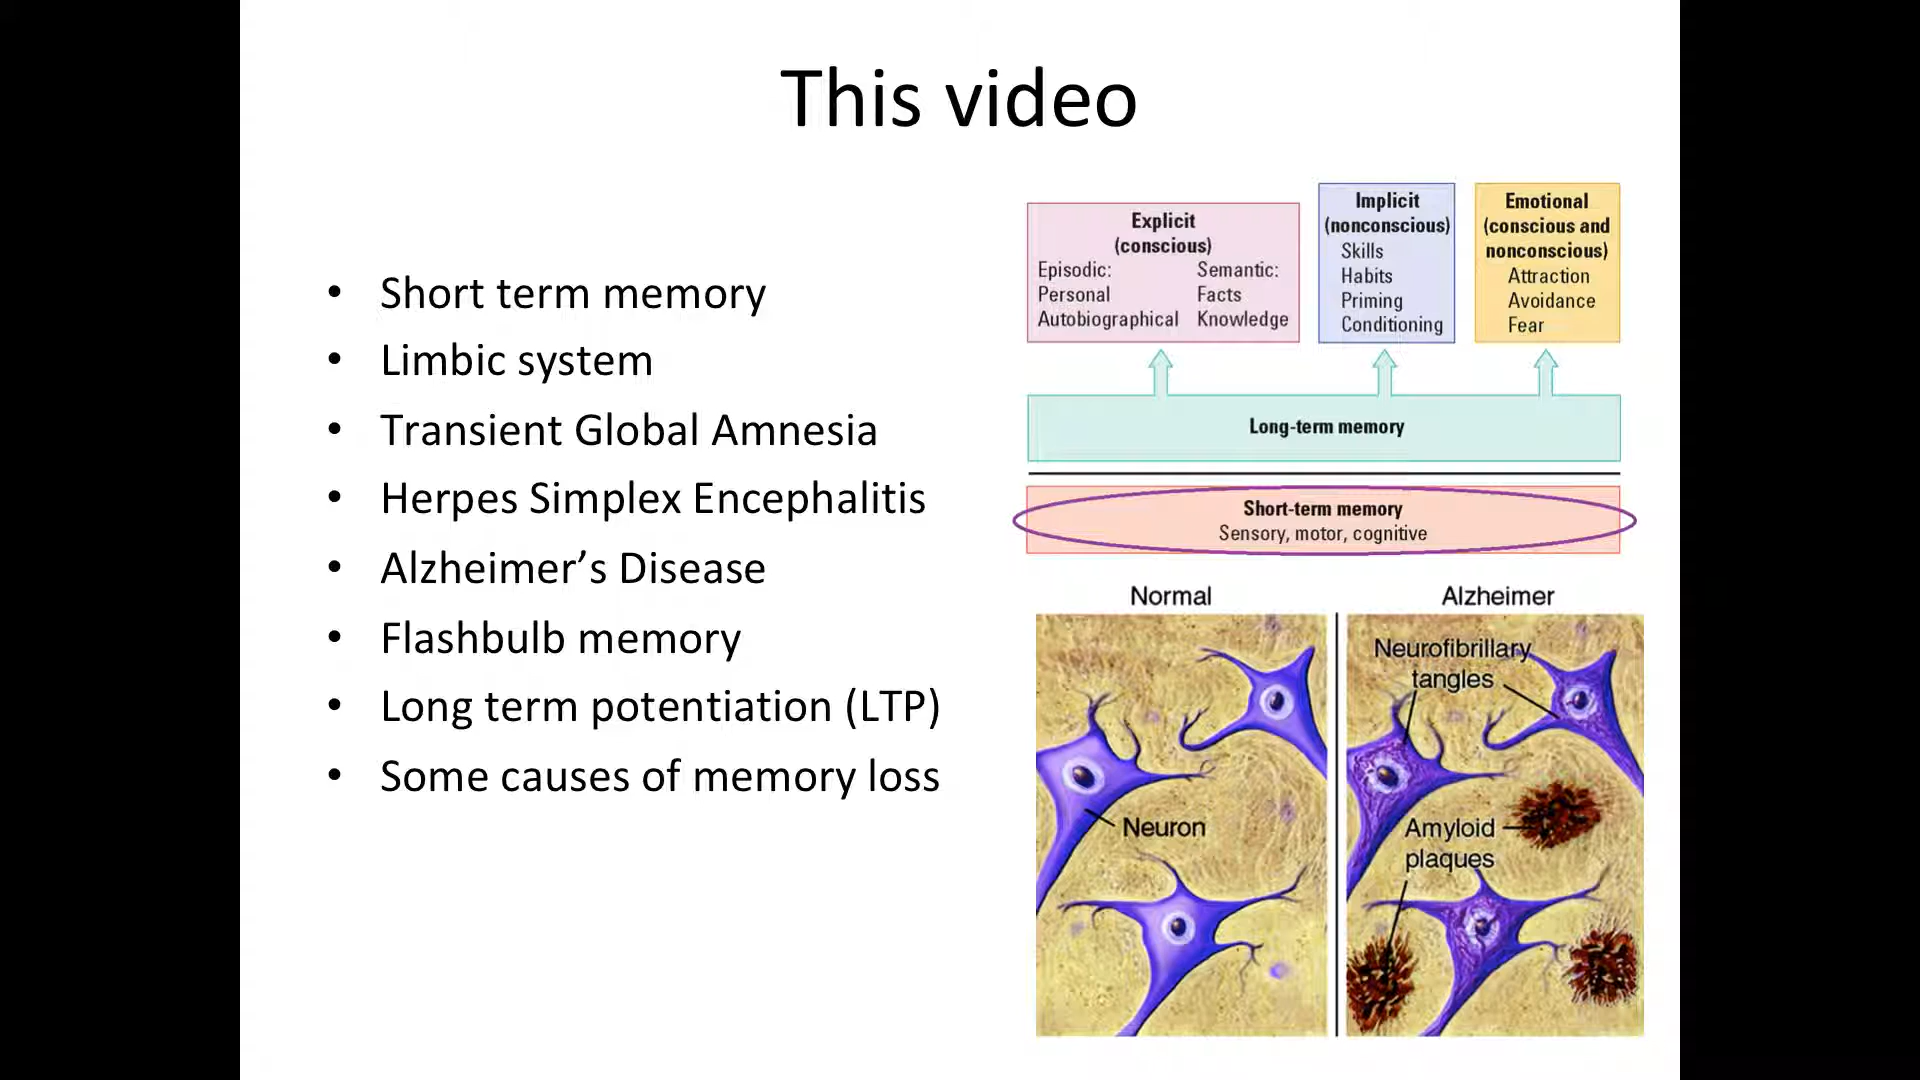 This video
• Short term memory
• Limbic system
• Transient Global Amnesia
• Herpes Simplex Encephalitis
• Alzheimer’s Disease
• Flashbulb memory
• Long term potentiation (LTP)
• Some causes of memory loss
Explicit
(conscious)
Episodic:
Personal
Autobiographical
Semantic:
Facts
Knowledge
Implicit
(nonconscious)
Skills
Habits
Priming
Conditioning
Emotional
(conscious and
nonconscious)
Attraction
Avoidance
Fear
Long-term memory
Short-term memory
Sensory, motor, cognitive
Normal
Neuron
Alzheimer
Neurofibrillary
tangles
Amyloid
plaques